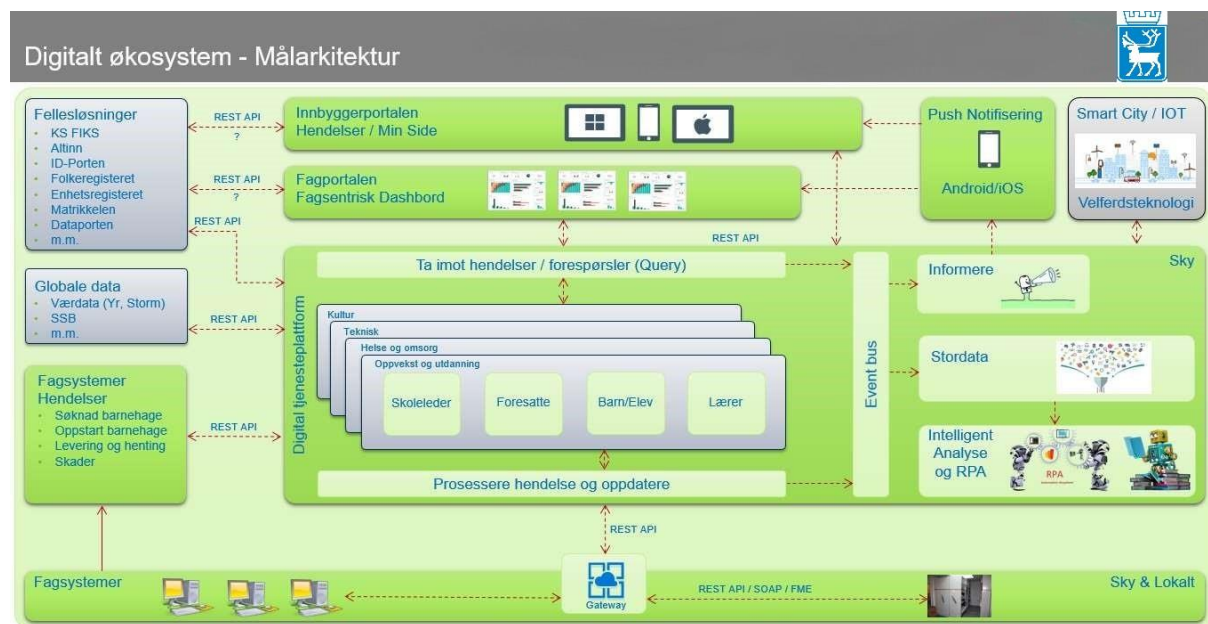 Digitalt økosystem - Målarkitektur
Fellesløsninger
• KS FIKS
• Altinn
• ID-Porten
• Folkeregisteret
• Enhetsregisteret
• Matrikkelen
• Dataporten
• m.m.
REST API
?
REST API
?
REST API
Innbyggerportalen
Hendelser / Min Side
Fagportalen
Fagsentrisk Dashbord
Push Notifisering
Android/iOS
Smart City / IOT
Velferdsteknologi
REST API
Globale data
• Værdata (Yr, Storm)
• SSB
• m.m.
REST API
Fagsystemer
Hendelser
• Søknad barnehage
• Oppstart barnehage
• Levering og henting
• Skader
REST API
Digital tjenesteplattform
Ta imot hendelser / forespørsler (Query)
Kultur
Teknisk
Helse og omsorg
Oppvekst og utdanning
Skoleleder
Foresatte
Barn/Elev
Lærer
Prosessere hendelse og oppdatere
Event bus
Sky
Informere
Stordata
Intelligent
Analyse
og RPA
RPA
REST API
Fagsystemer
Gateway
REST API / SOAP / FME
Sky & Lokalt